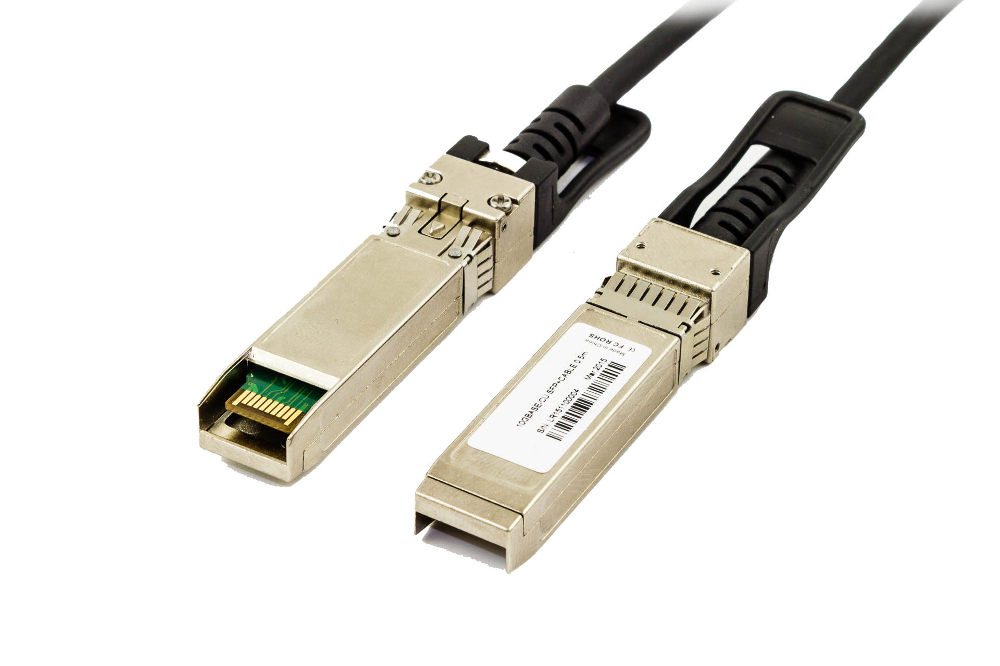 10GBASE-CU SFP+CABLE 0.5m
S/N LR151100004 Mar.2015
Made in China
CE FC ROHS